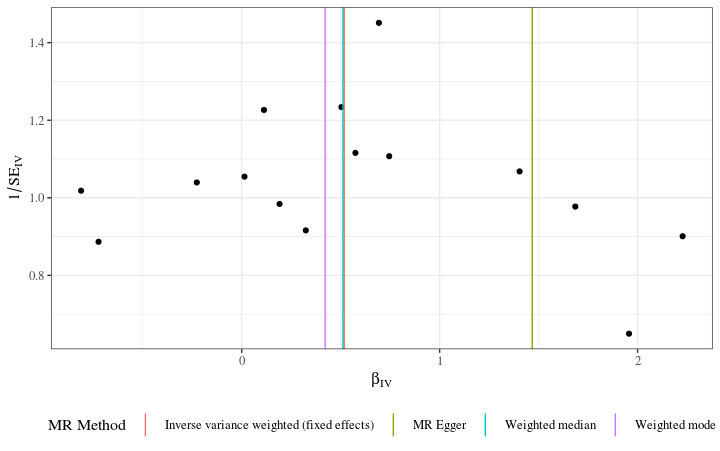 1.4
1.2
1.0
0.8
1/SE_IV
0 1 2
β_IV
MR Method Inverse variance weighted (fixed effects) MR Egger Weighted median Weighted mode